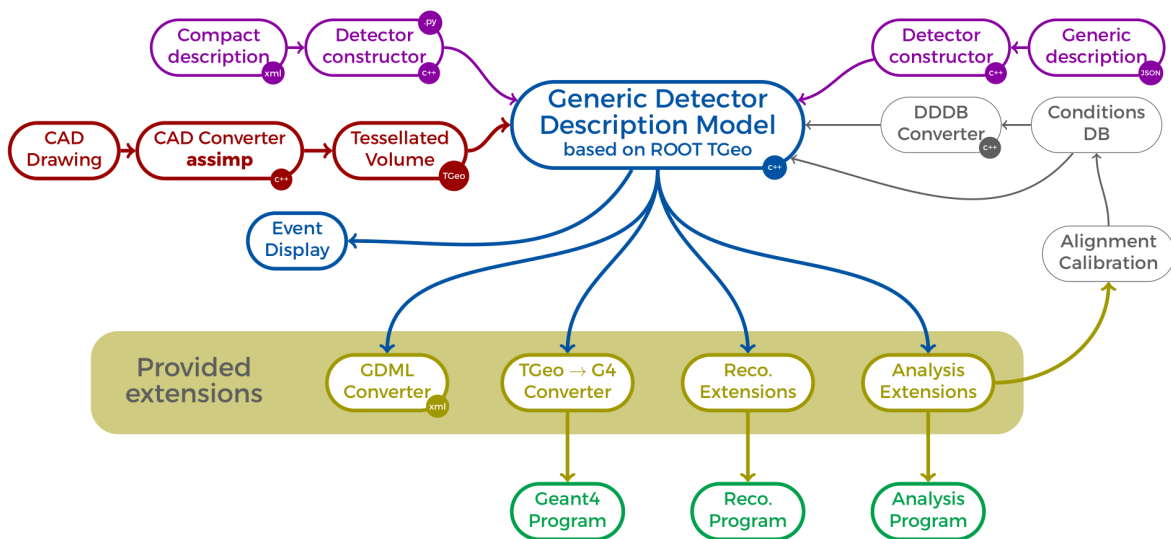 Compact
description
xml
Detector
constructor
.py
c++
Detector
constructor
c++
Generic
description
JSON
CAD
Drawing
CAD Converter
assimp
c++
Tessellated
Volume
TGeo
Generic Detector
Description Model
based on ROOT TGeo
c++
DDDB
Converter
c++
Conditions
DB
Event
Display
Alignment
Calibration
Provided
extensions
GDML
Converter
xml
TGeo → G4
Converter
Reco.
Extensions
Analysis
Extensions
Geant4
Program
Reco.
Program
Analysis
Program